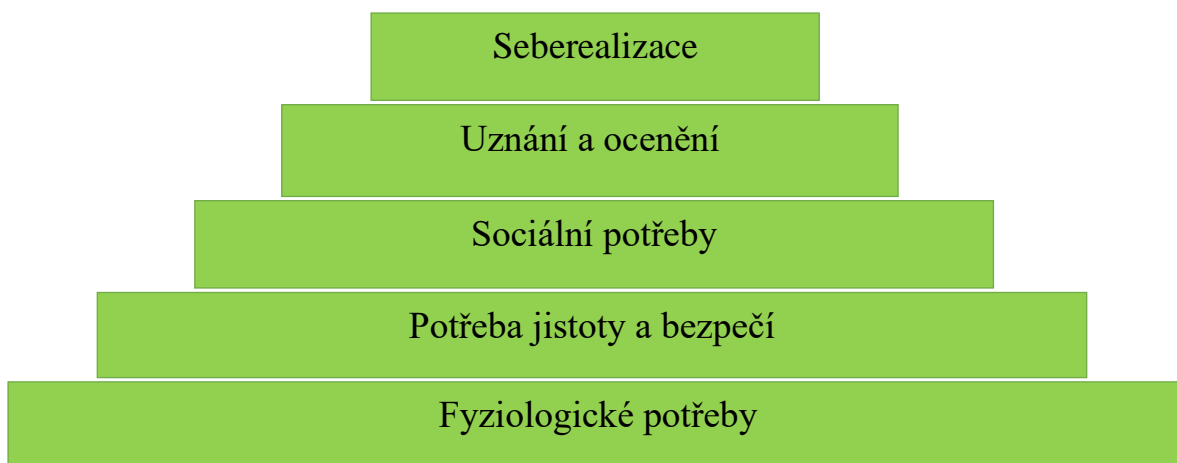 Seberealizace
Uznání a ocenění
Sociální potřeby
Potřeba jistoty a bezpečí
Fyziologické potřeby